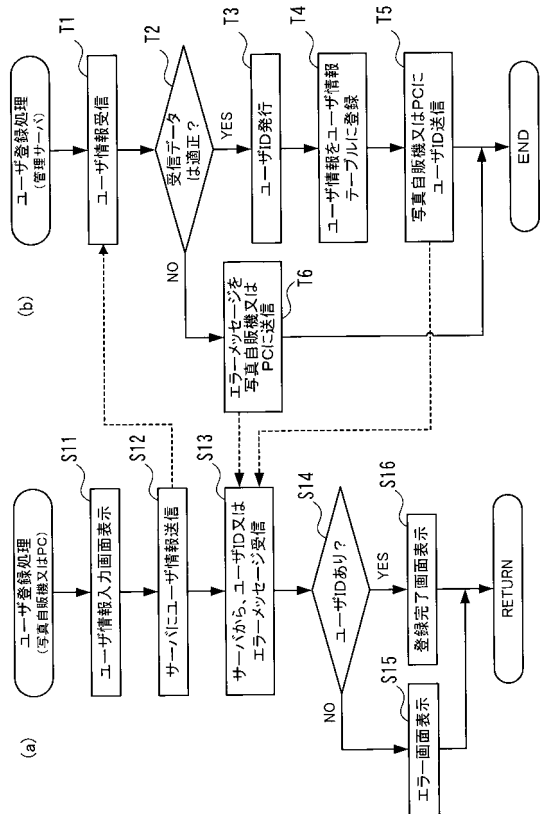 (a)
ユーザ登録処理
(写真自販機又はPC)
S11
ユーザ情報入力画面表示
S12
サーバにユーザ情報送信
S13
サーバから、ユーザID又は
エラーメッセージ受信
S14
ユーザIDあり?
NO
YES
S15
エラー画面表示
S16
登録完了画面表示
RETURN
(b)
ユーザ登録処理
(管理サーバ)
T1
ユーザ情報受信
T2
受信データ
は適正?
NO
YES
T3
ユーザID発行
T4
ユーザ情報をユーザ情報
テーブルに登録
T5
写真自販機又はPCに
ユーザID送信
T6
エラーメッセージを
写真自販機又は
PCに送信
END